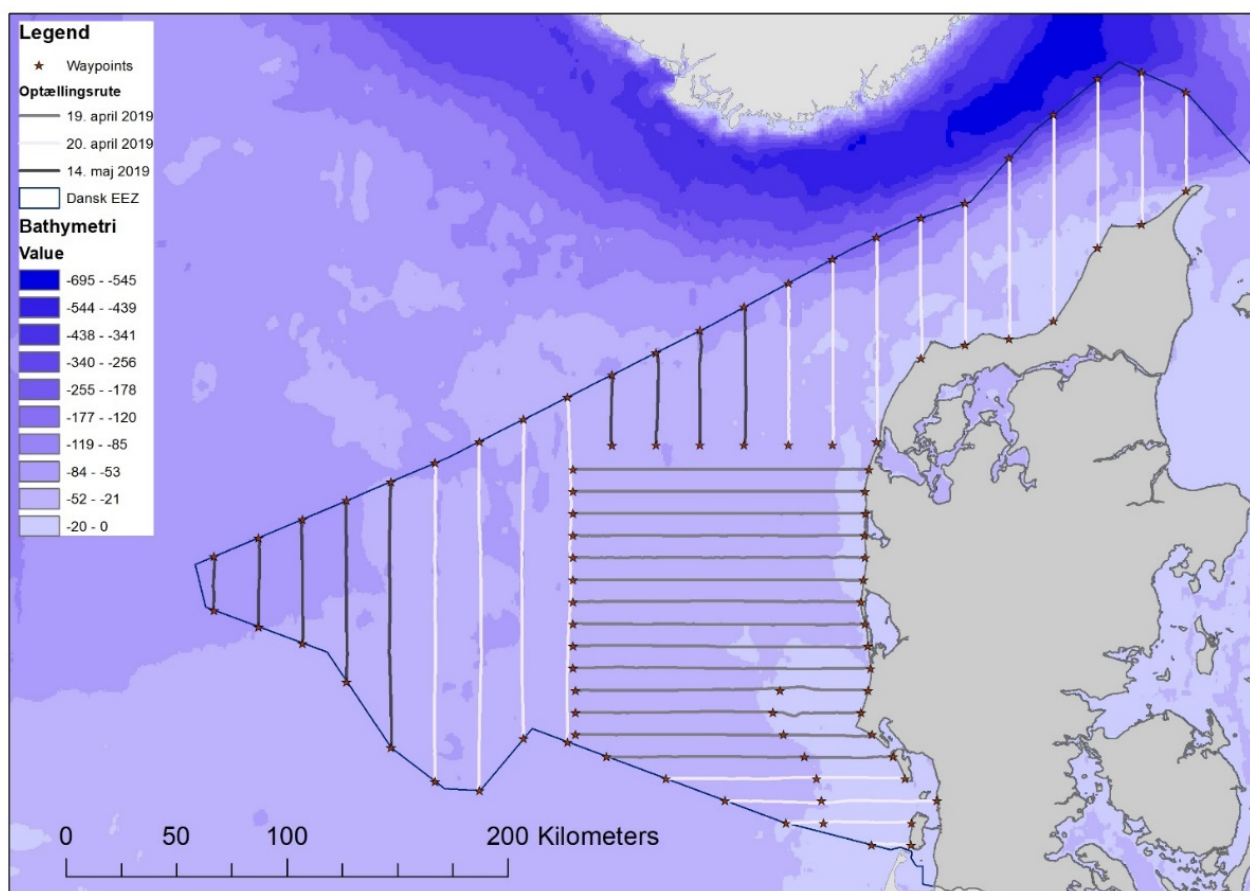 Legend
Waypoints
Optællingsrute
19. april 2019
20. april 2019
14. maj 2019
Dansk EEZ
Bathymetri
Value
-695 - -545
-544 - -439
-438 - -341
-340 - -256
-255 - -178
-177 - -120
-119 - -85
-84 - -53
-52 - -21
-20 - 0
0 50 100 200 Kilometers